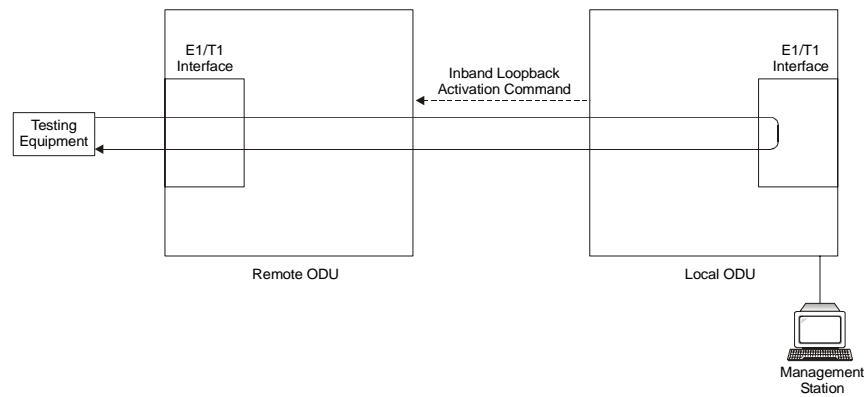 E1/T1
Interface
E1/T1
Interface
Inband Loopback
Activation Command
Testing
Equipment
Remote ODU
Local ODU
Management
Station